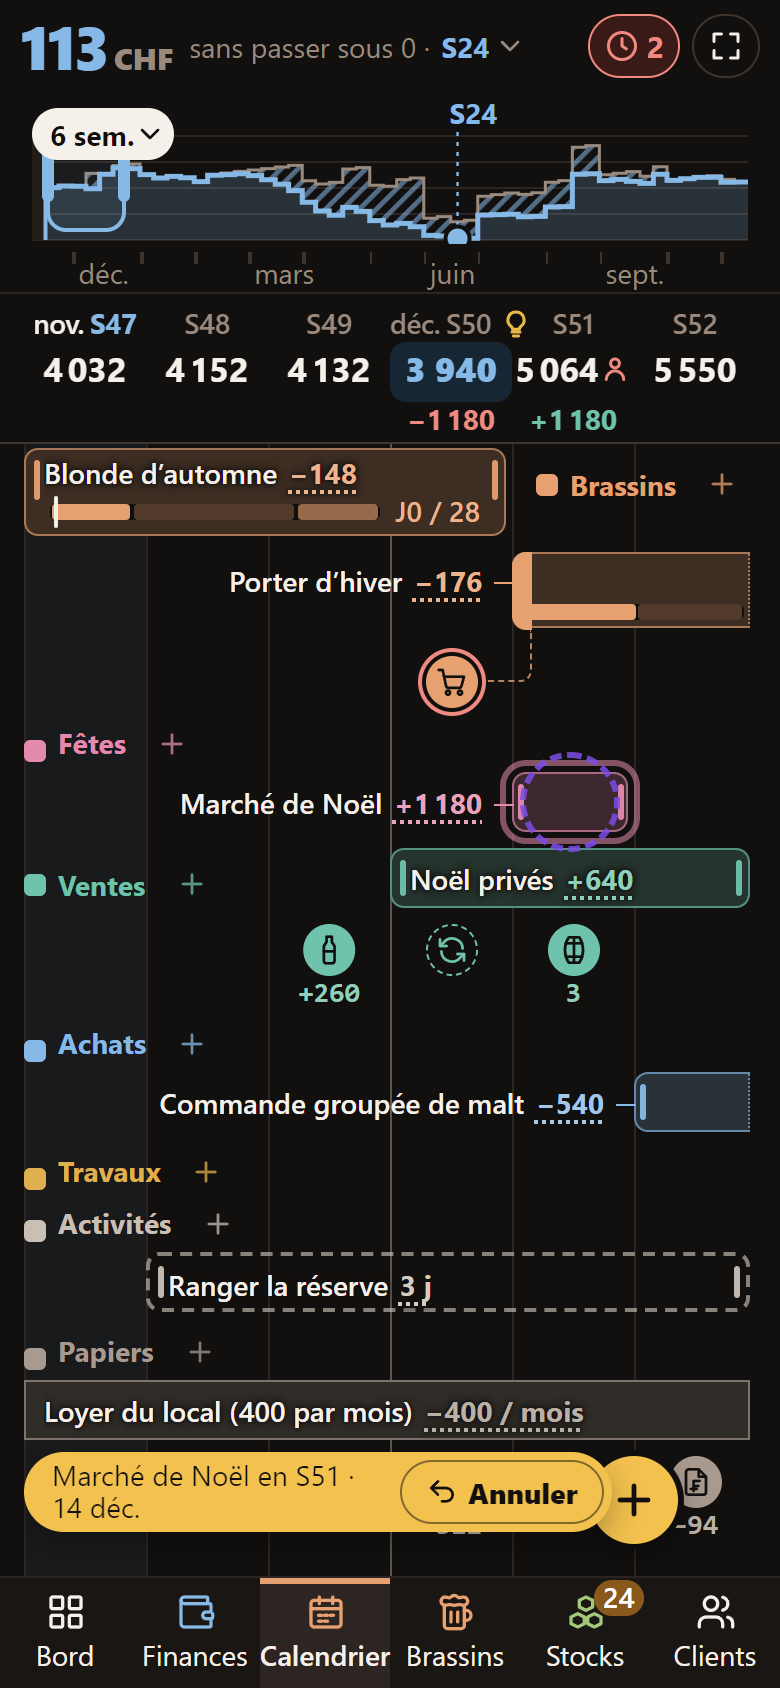 113 CHF sans passer sous 0 · S24
2
S24
6 sem.
déc. mars juin sept.
nov. S47 S48 S49 déc. S50 S51 S52
4 032 4 152 4 132 3 940 5 064 5 550
−1 180 +1 180
Blonde d’automne −148
J0 / 28
Brassins +
Porter d’hiver −176
Fêtes +
Marché de Noël +1 180
Ventes +
Noël privés +640
+260 3
Achats +
Commande groupée de malt −540
Travaux +
Activités +
Ranger la réserve 3 j
Papiers +
Loyer du local (400 par mois) −400 / mois
Marché de Noël en S51 ·
14 déc.
Annuler
+
−94
24
Bord Finances Calendrier Brassins Stocks Clients